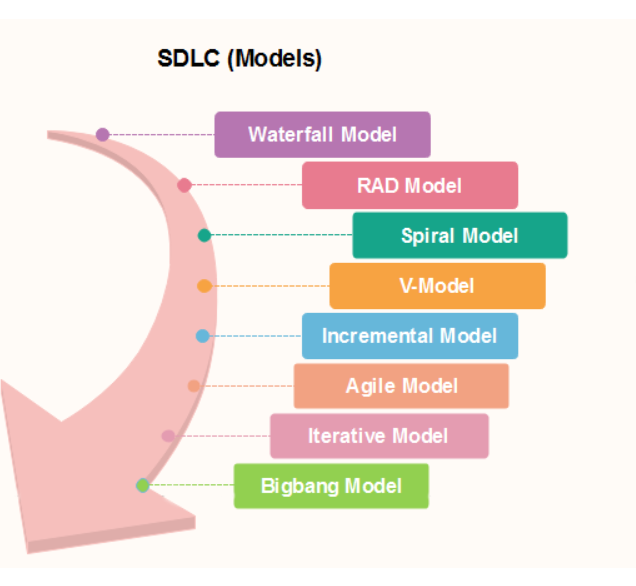 SDLC (Models)
Waterfall Model
RAD Model
Spiral Model
V-Model
Incremental Model
Agile Model
Iterative Model
Bigbang Model